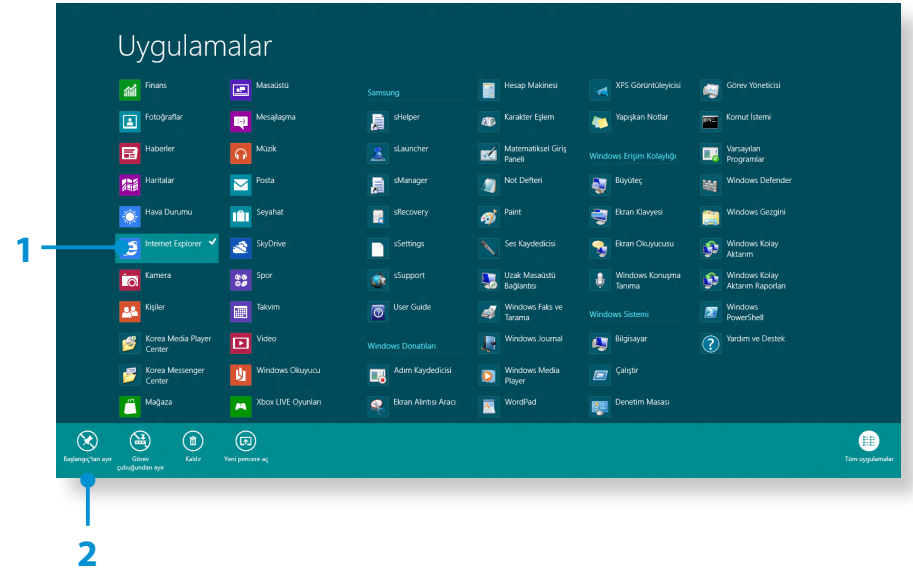 Uygulamalar
Finans
Fotoğraflar
Haberler
Haritalar
Hava Durumu
Internet Explorer
Kamera
Kişiler
Korea Media Player
Center
Korea Messenger
Center
Mağaza
Masaüstü
Mesajlaşma
Müzik
Posta
Seyahat
SkyDrive
Spor
Takvim
Video
Windows Okuyucu
Xbox LIVE Oyunları
Samsung
sHelper
sLauncher
sManager
sRecovery
sSettings
sSupport
User Guide
Windows Donatıları
Adım Kaydedicisi
Ekran Alıntısı Aracı
Hesap Makinesi
Karakter Eşlem
Matematiksel Giriş
Paneli
Not Defteri
Paint
Ses Kaydedicisi
Uzak Masaüstü
Bağlantısı
Windows Faks ve
Tarama
Windows Journal
Windows Media
Player
WordPad
XPS Görüntüleyicisi
Yapışkan Notlar
Windows Erişim Kolaylığı
Büyüteç
Ekran Klavyesi
Ekran Okuyucusu
Windows Konuşma
Tanıma
Windows Sistemi
Bilgisayar
Çalıştır
Denetim Masası
Görev Yöneticisi
Komut İstemi
Varsayılan
Programlar
Windows Defender
Windows Gezgini
Windows Kolay
Aktarım
Windows Kolay
Aktarım Raporları
Windows
PowerShell
Yardım ve Destek
1
Başlangıç'tan ayır
Görev
çubuğundan ayır
Kaldır
Yeni pencere aç
Tüm uygulamalar
2